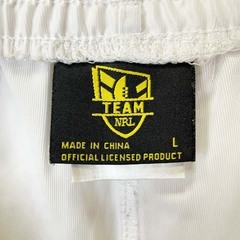 TEAM
NRL
MADE IN CHINA L
OFFICIAL LICENSED PRODUCT